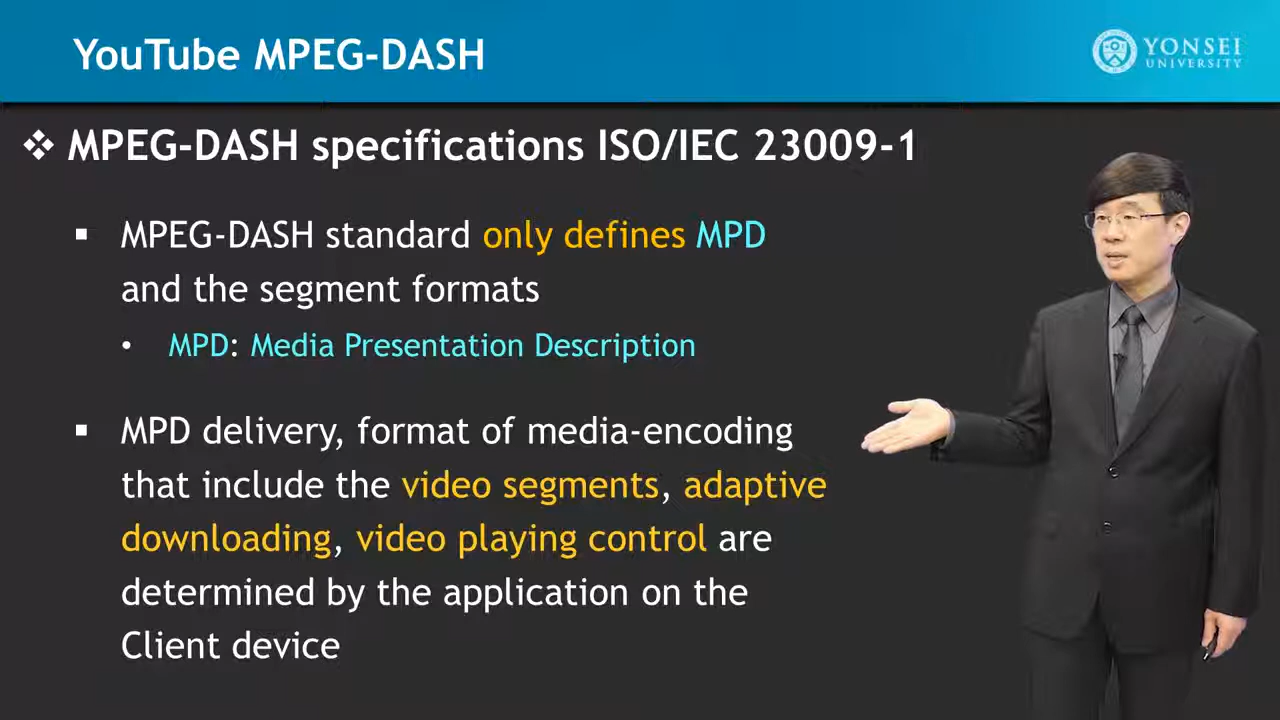 YouTube MPEG-DASH
YONSEI
UNIVERSITY
❖ MPEG-DASH specifications ISO/IEC 23009-1
▪ MPEG-DASH standard only defines MPD
and the segment formats
• MPD: Media Presentation Description
▪ MPD delivery, format of media-encoding
that include the video segments, adaptive
downloading, video playing control are
determined by the application on the
Client device